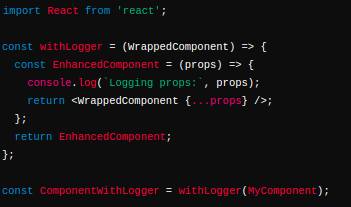 import React from 'react';
const withLogger = (WrappedComponent) => {
const EnhancedComponent = (props) => {
console.log(`Logging props:`, props);
return <WrappedComponent {...props} />;
};
return EnhancedComponent;
};
const ComponentWithLogger = withLogger(MyComponent);